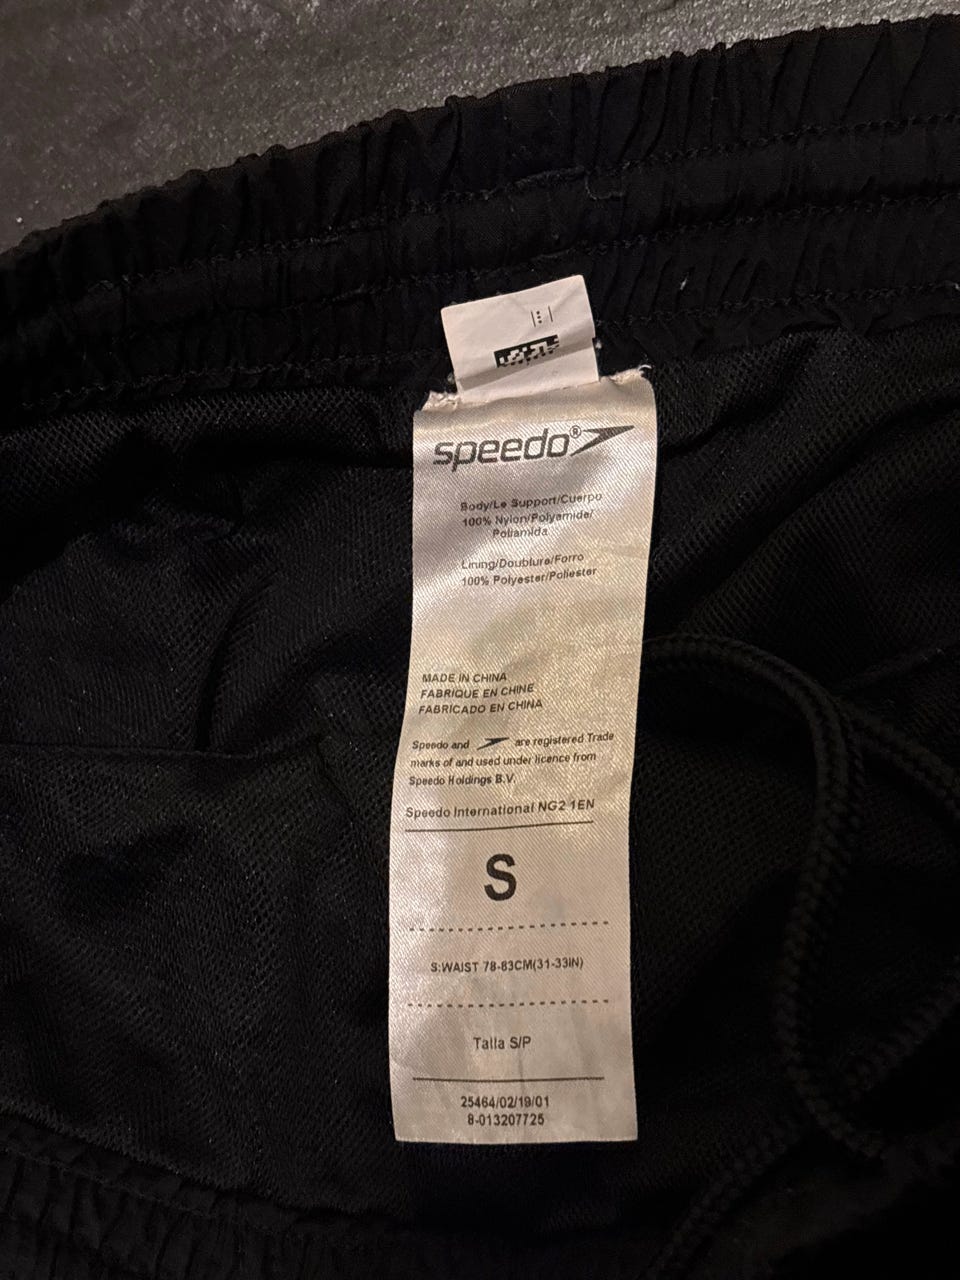 speedo®
Body/Le Support/Cuerpo
100% Nylon/Polyamide/
Poliamida
Lining/Doublure/Forro
100% Polyester/Poliester
MADE IN CHINA
FABRIQUE EN CHINE
FABRICADO EN CHINA
Speedo and are registered Trade
marks of and used under licence from
Speedo Holdings B.V.
Speedo International NG2 1EN
S
S:WAIST 78-83CM(31-33IN)
Talla S/P
25464/02/19/01
8-013207725